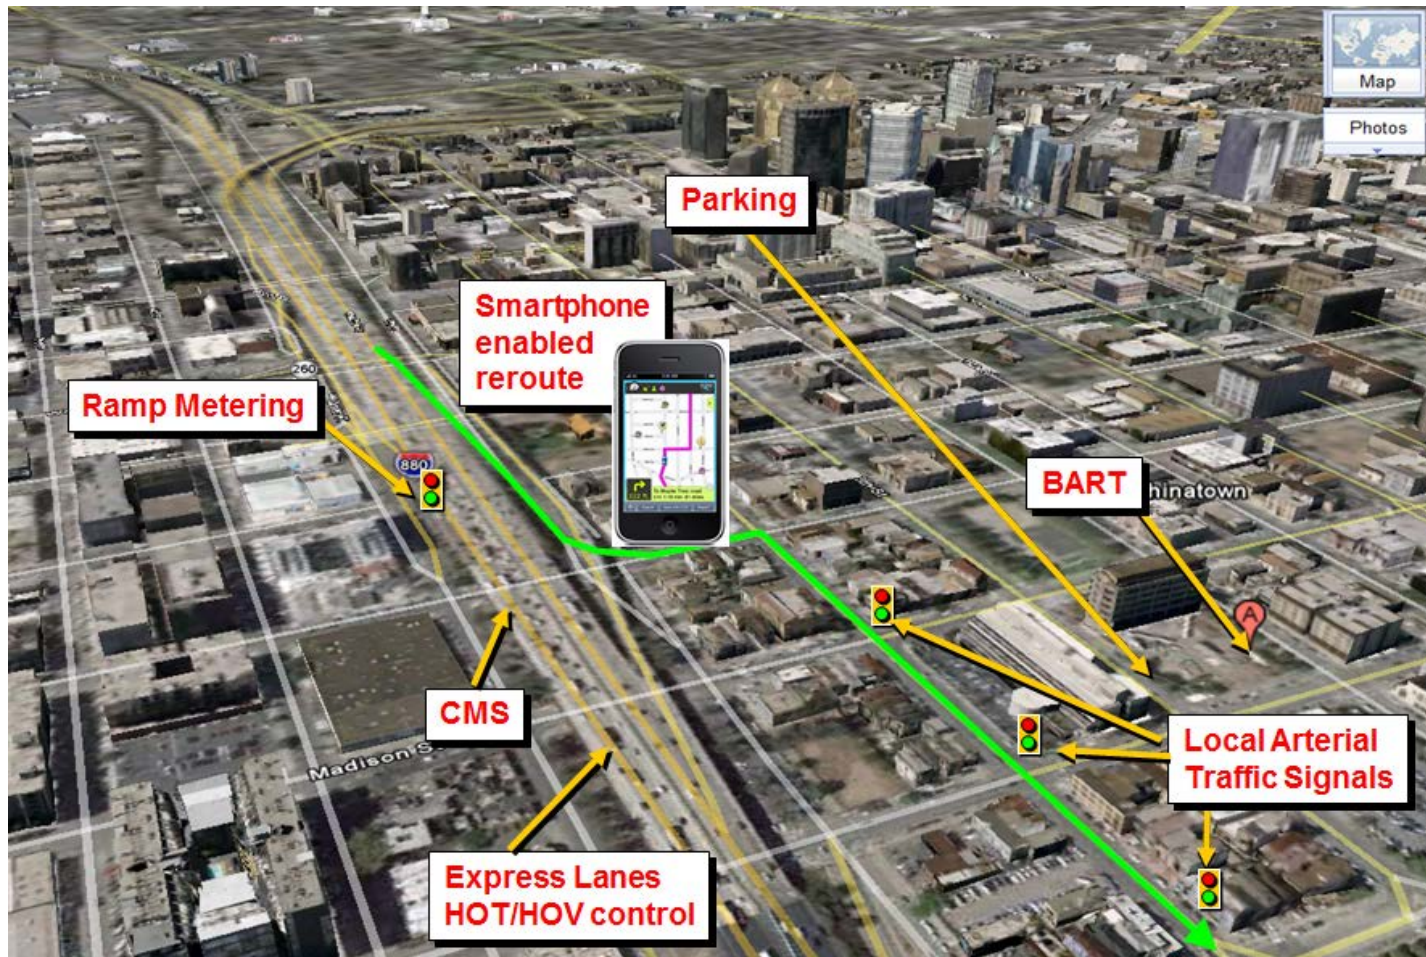 Map
Photos
Parking
Smartphone
enabled
reroute
260
Ramp Metering
880
BART
hinatown
CMS
Local Arterial
Traffic Signals
Madison S
Express Lanes
HOT/HOV control